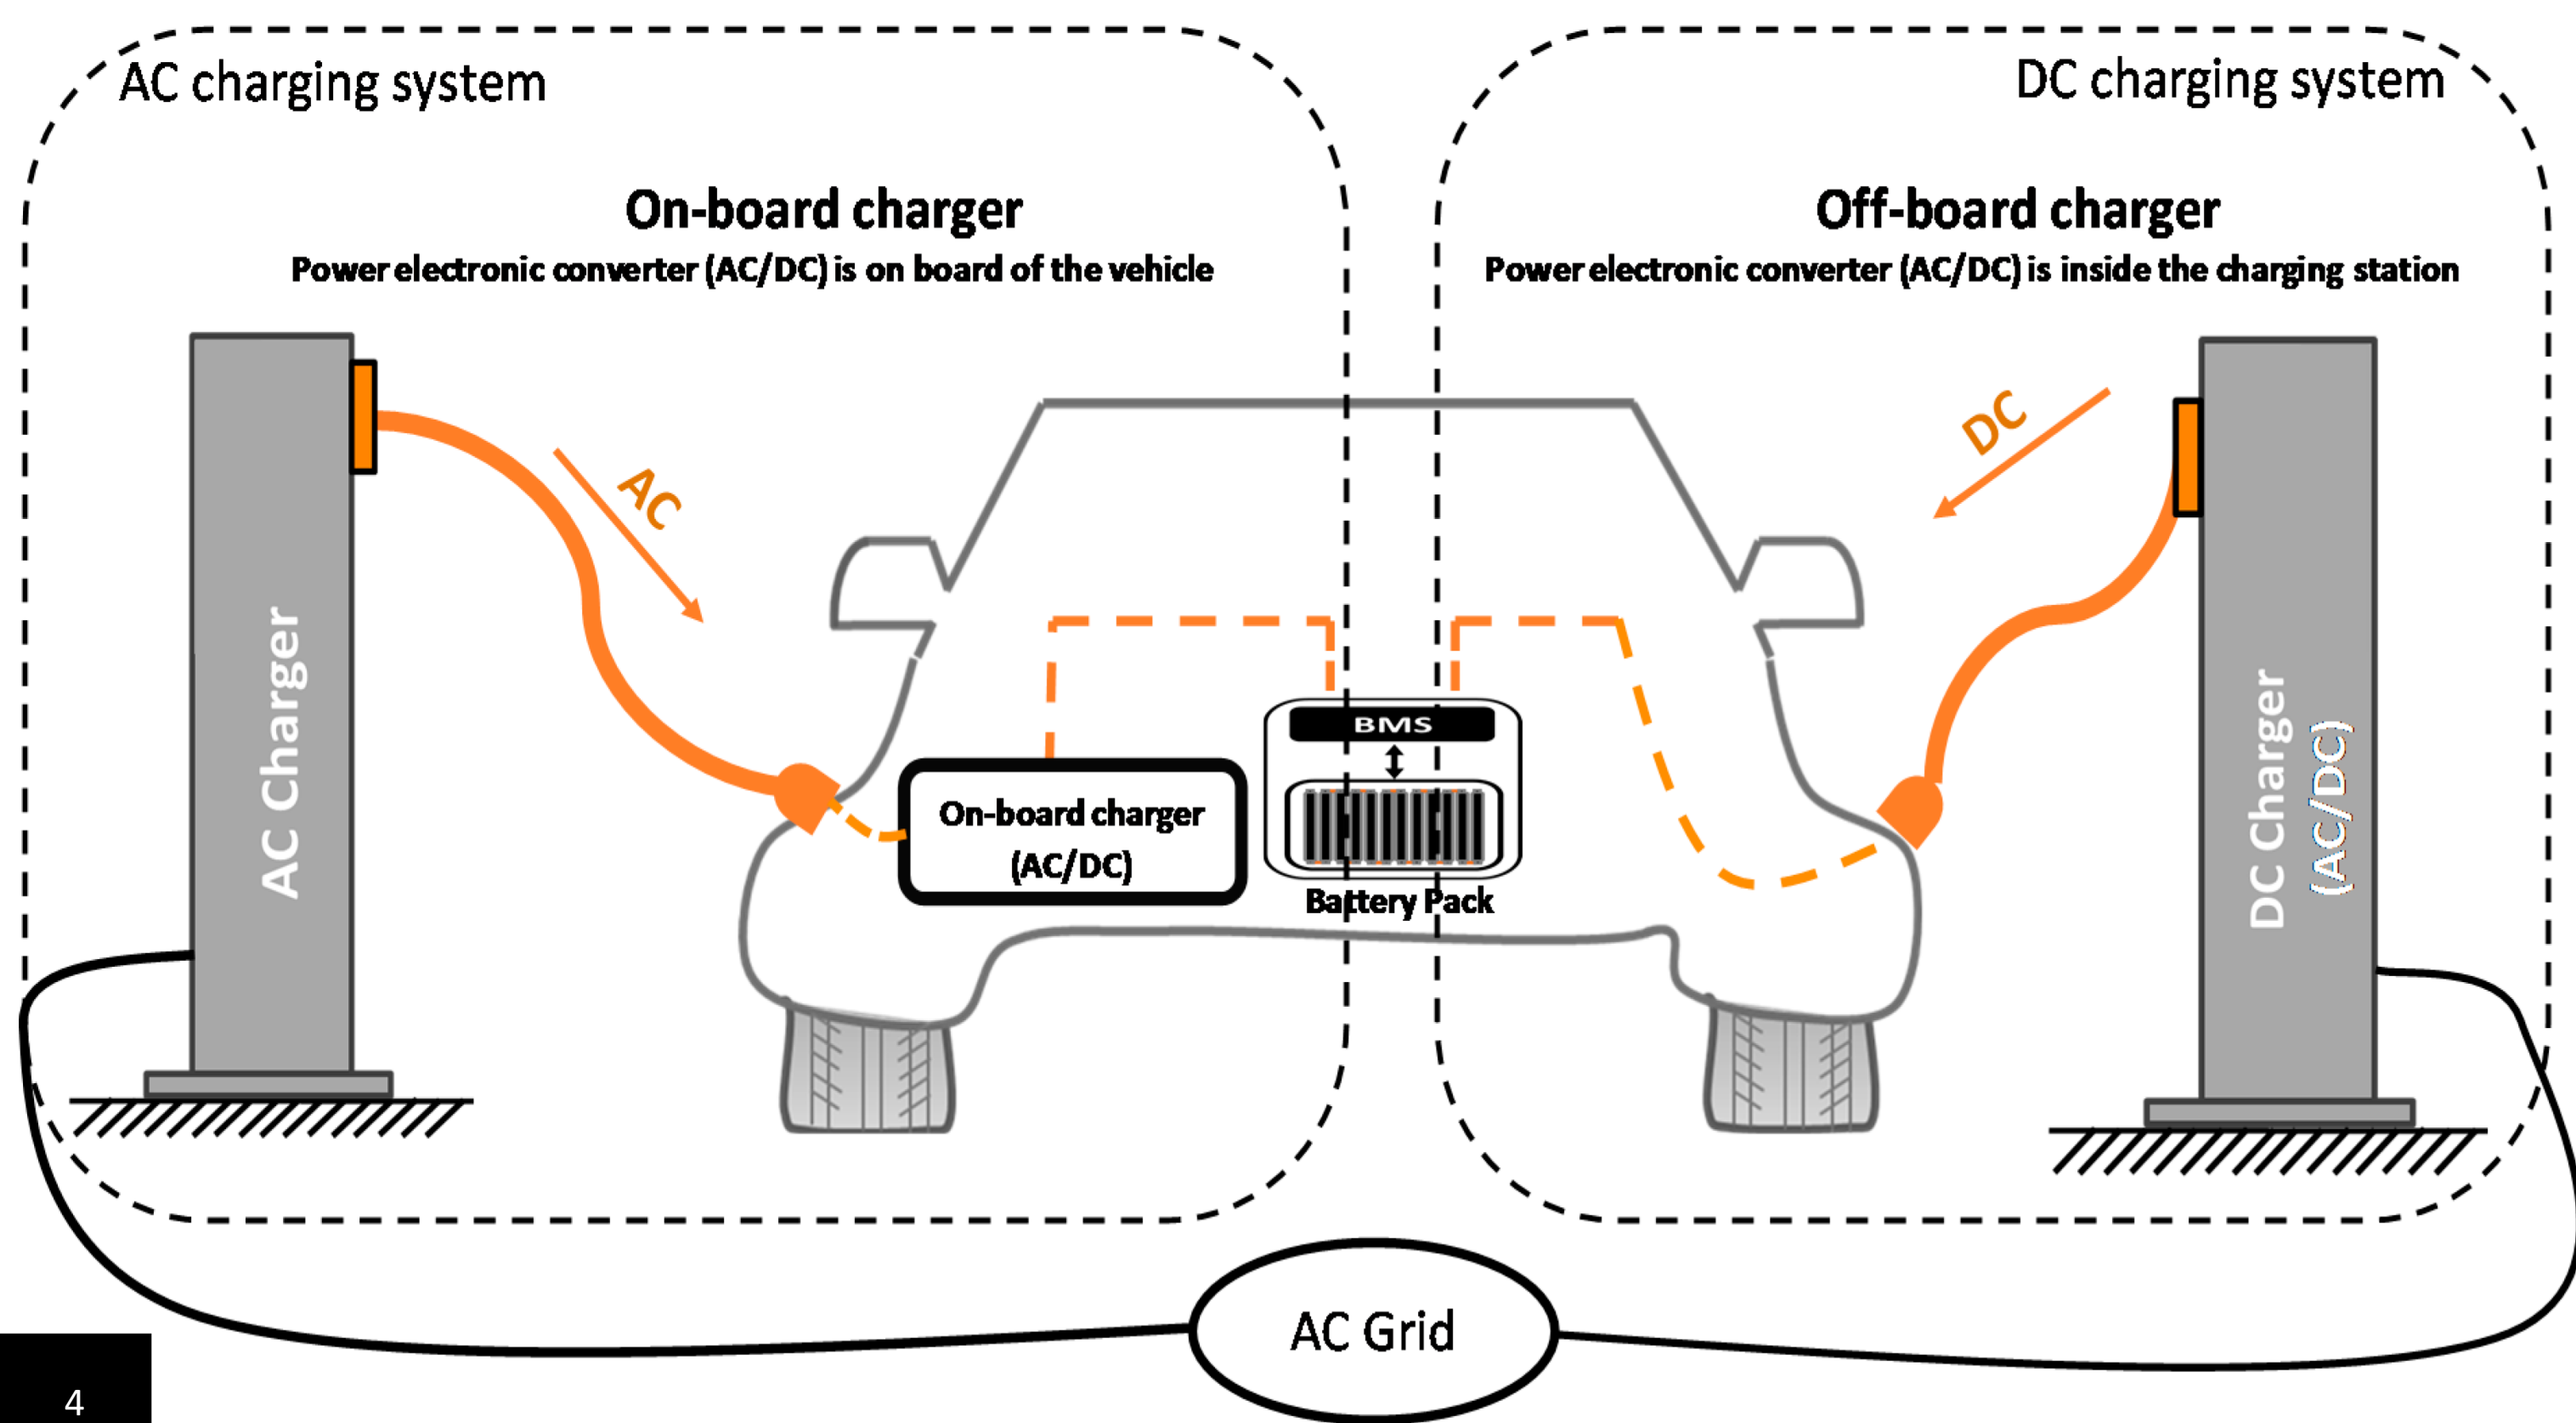 AC charging system
DC charging system
On-board charger
Power electronic converter (AC/DC) is on board of the vehicle
Off-board charger
Power electronic converter (AC/DC) is inside the charging station
AC Charger
AC
On-board charger
(AC/DC)
BMS
Battery Pack
DC
DC Charger
(AC/DC)
AC Grid
4